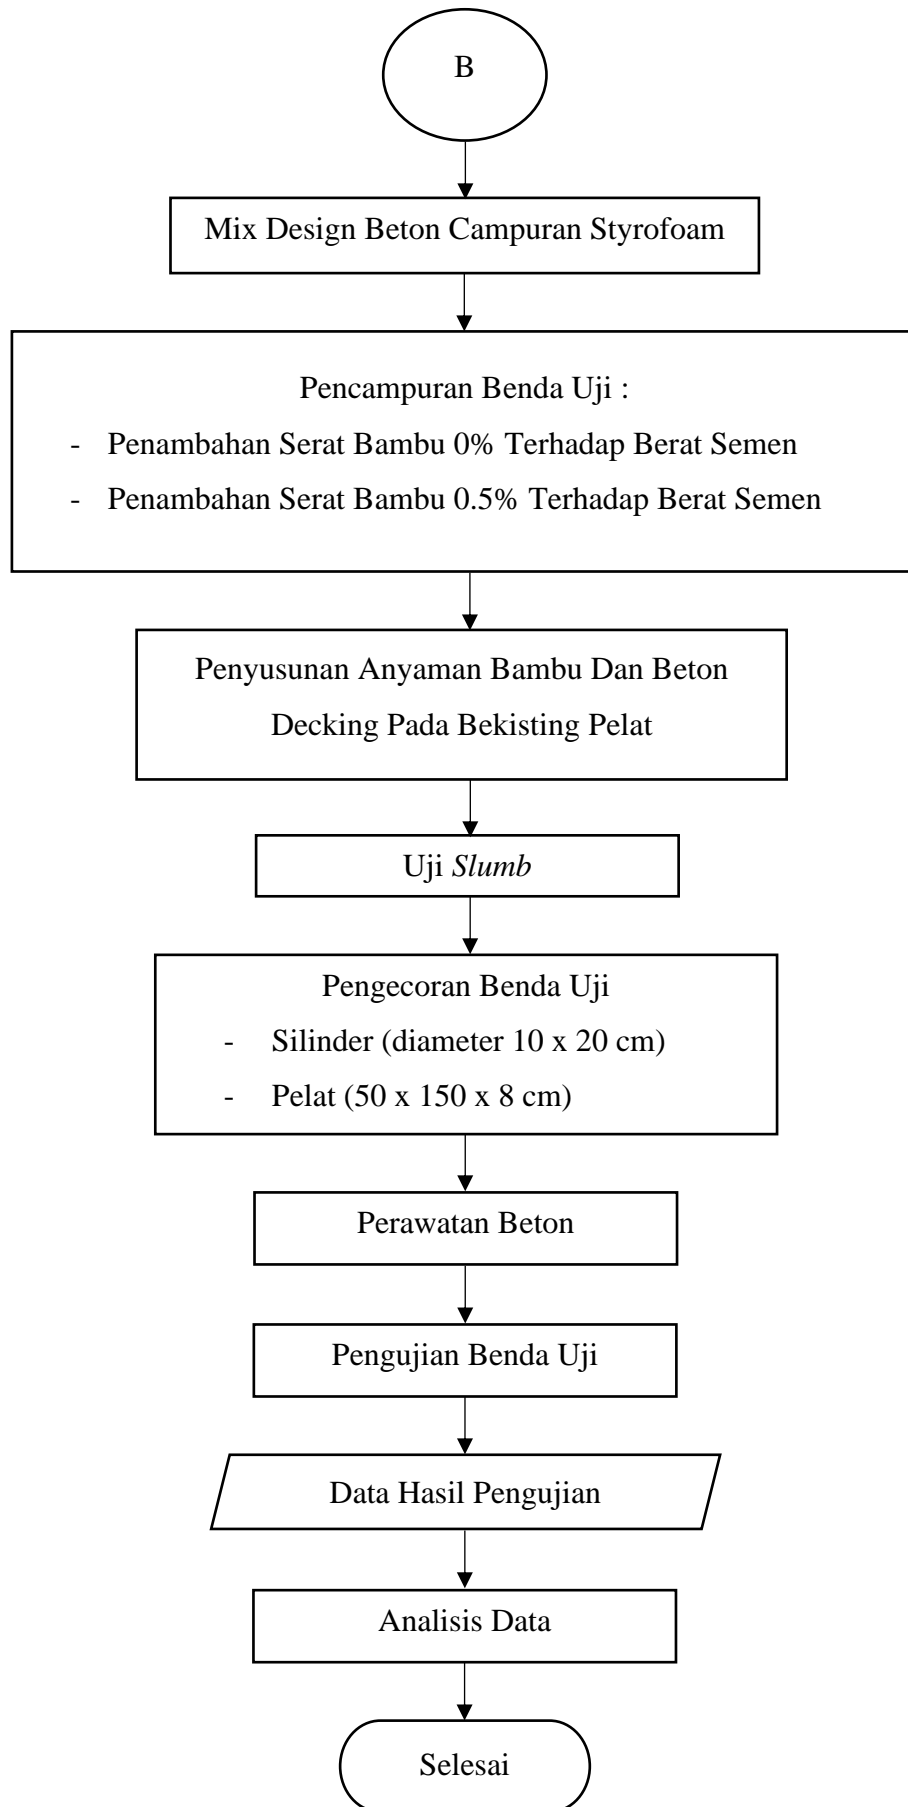 B
Mix Design Beton Campuran Styrofoam
Pencampuran Benda Uji :
- Penambahan Serat Bambu 0% Terhadap Berat Semen
- Penambahan Serat Bambu 0.5% Terhadap Berat Semen
Penyusunan Anyaman Bambu Dan Beton
Decking Pada Bekisting Pelat
Uji Slumb
Pengecoran Benda Uji
- Silinder (diameter 10 x 20 cm)
- Pelat (50 x 150 x 8 cm)
Perawatan Beton
Pengujian Benda Uji
Data Hasil Pengujian
Analisis Data
Selesai